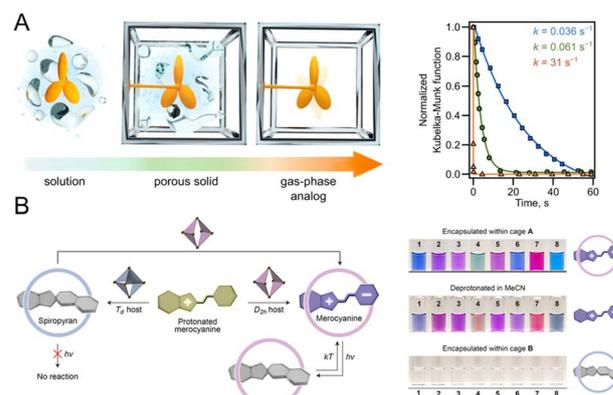 A
solution
porous solid
gas-phase
analog
Normalized
Kubelka-Munk function
1.0
0.8
0.6
0.4
0.2
0.0
k = 0.036 s⁻¹
k = 0.061 s⁻¹
k = 31 s⁻¹
0
20
40
60
Time, s
B
Spiropyran
Td host
Protonated
merocyanine
D2h host
Merocyanine
hν
No reaction
kT
hν
Encapsulated within cage A
1 2 3 4 5 6 7 8
Deprotonated in MeCN
1 2 3 4 5 6 7 8
Encapsulated within cage B
1 2 3 4 5 6 7 8